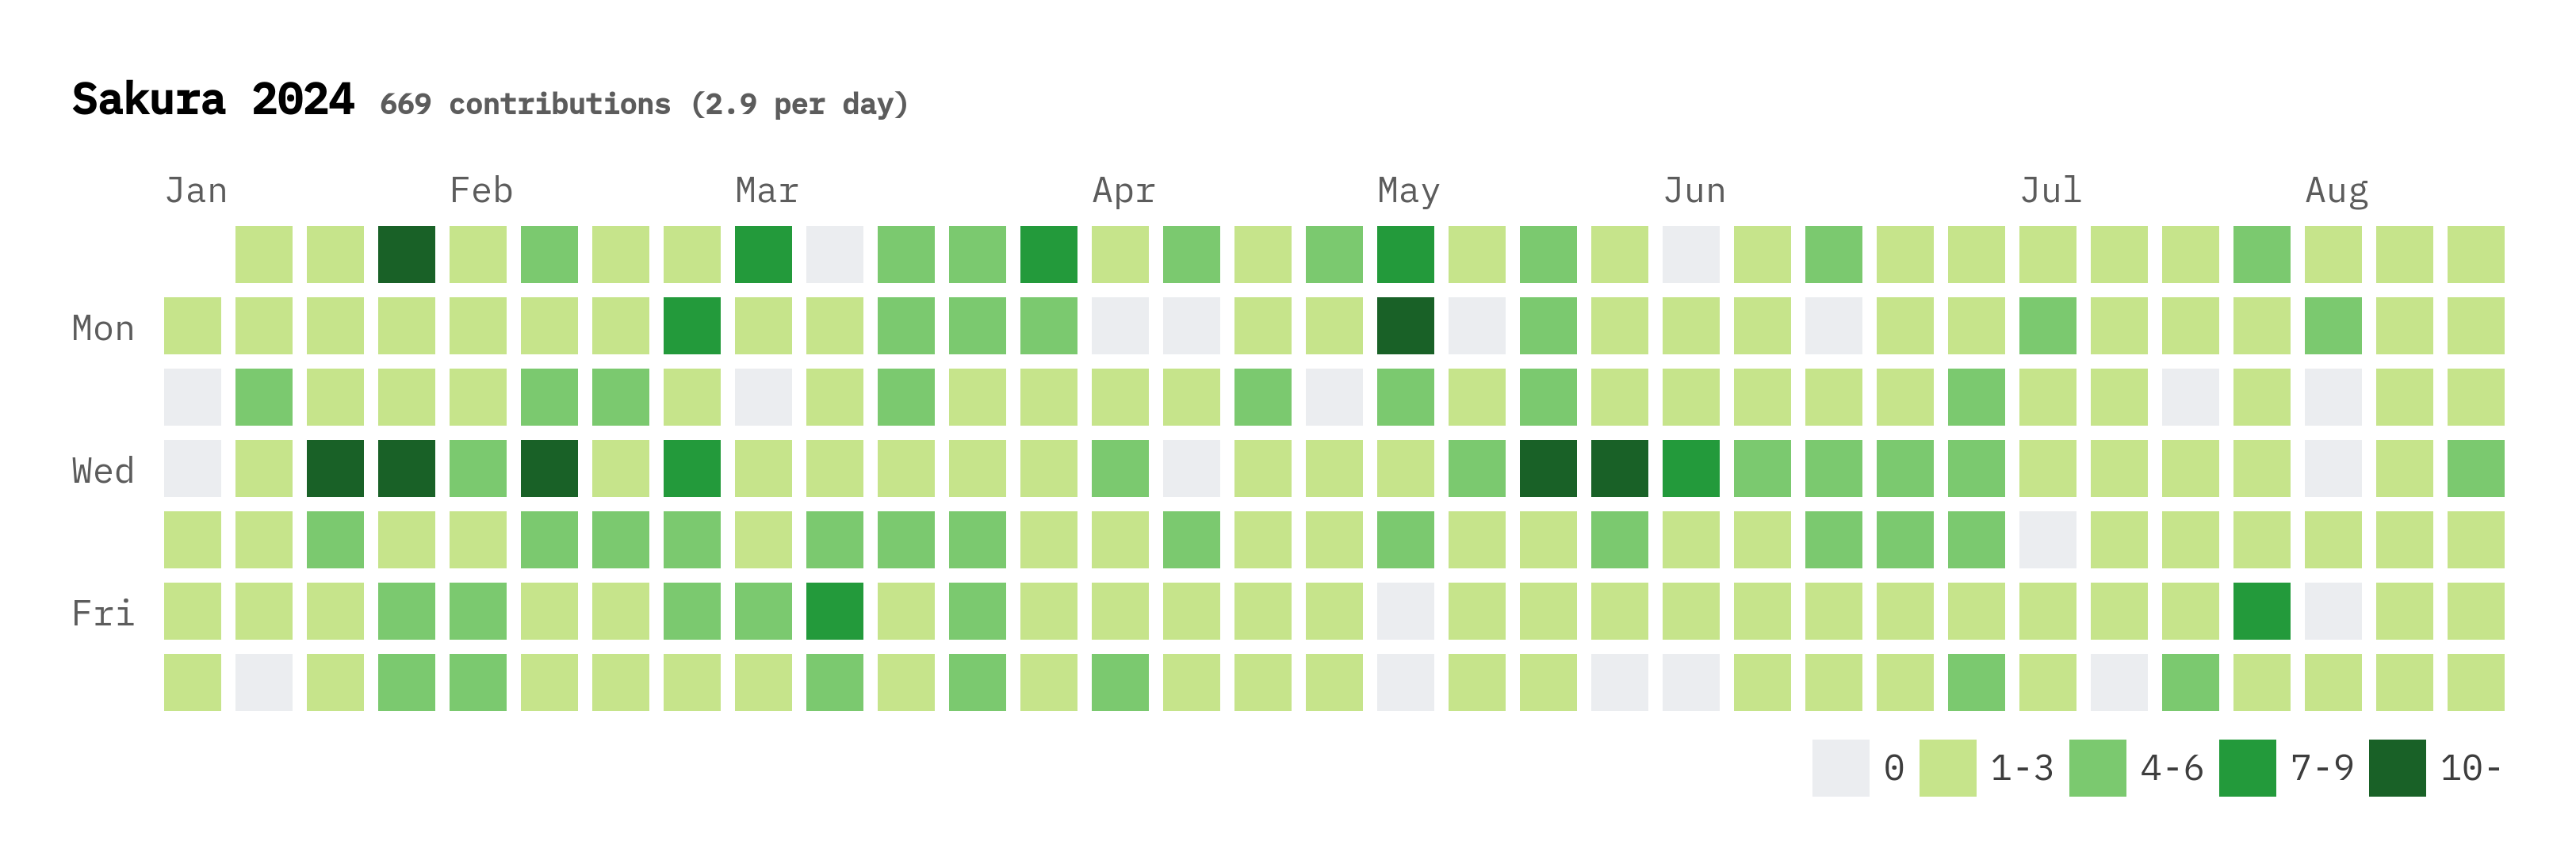 Sakura 2024 669 contributions (2.9 per day)
Jan Feb Mar Apr May Jun Jul Aug
Mon
Wed
Fri
0 1-3 4-6 7-9 10-